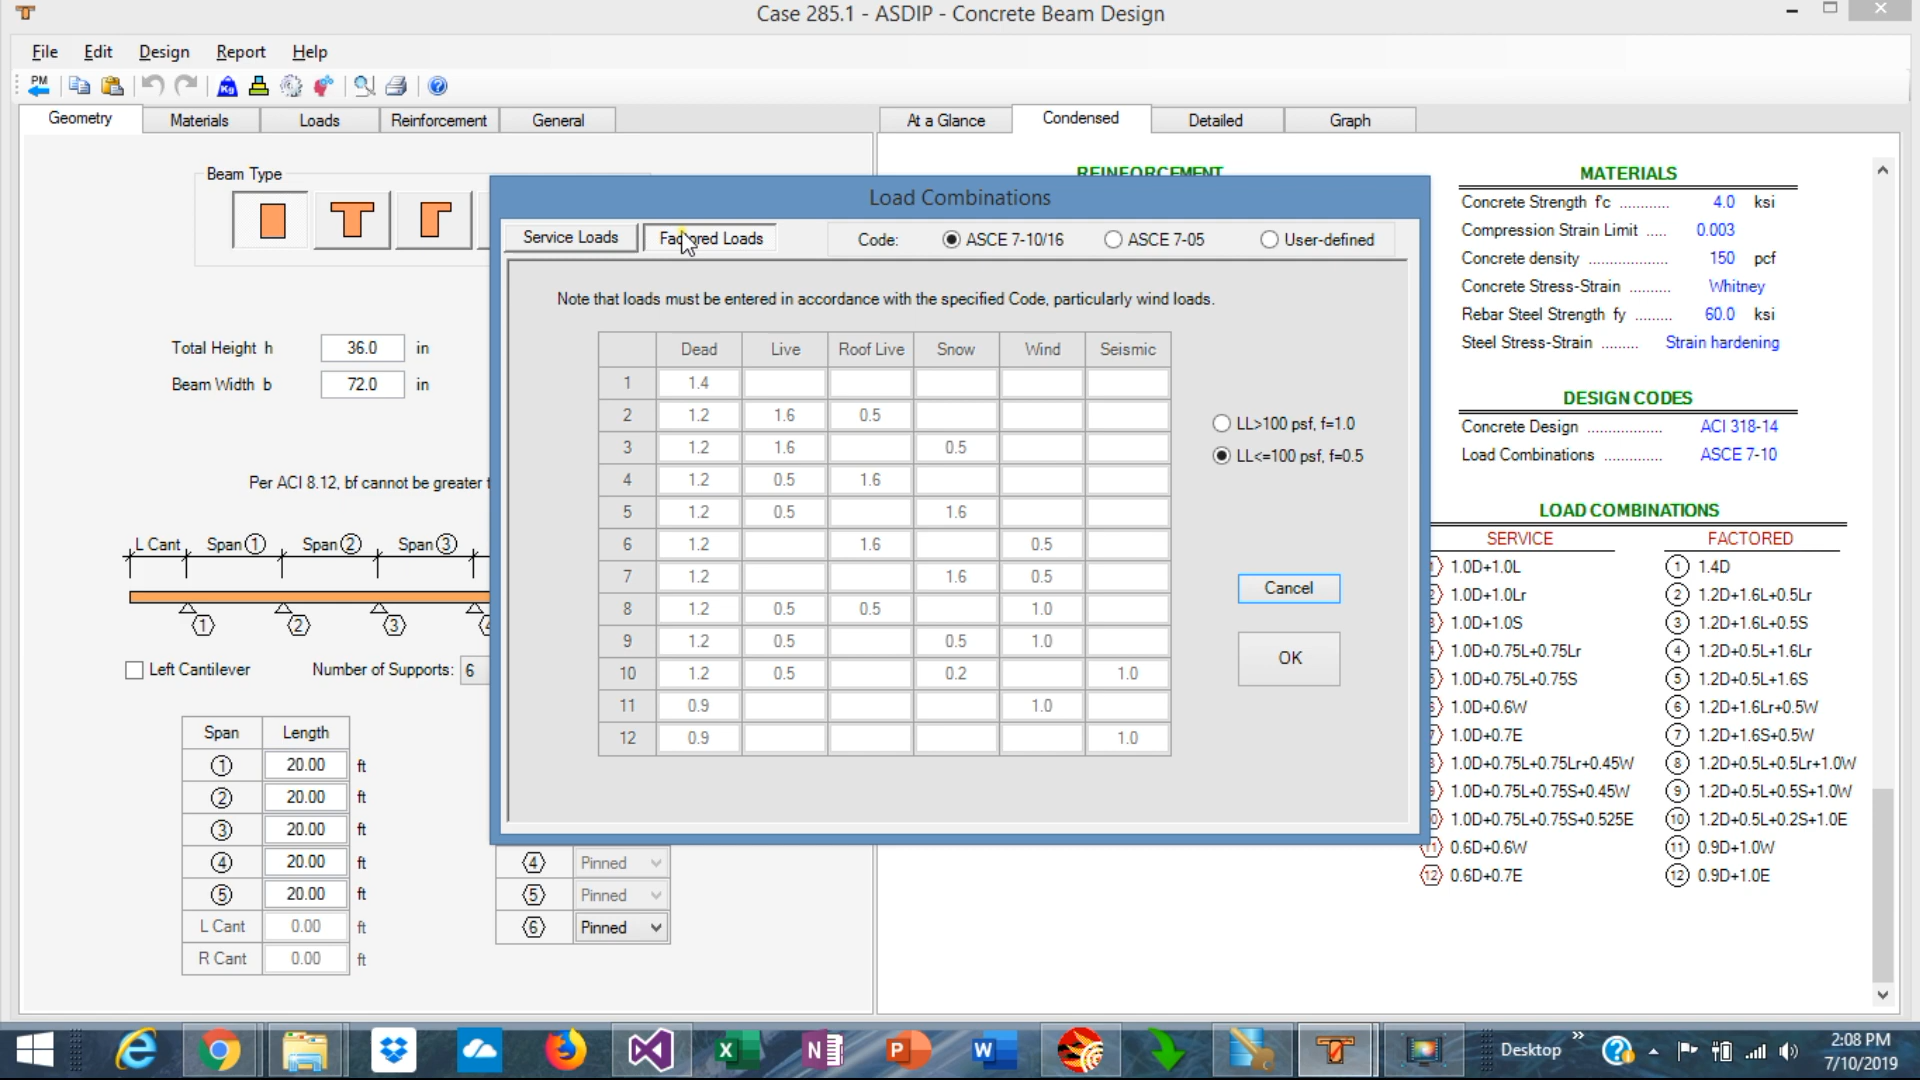 Case 285.1 - ASDIP - Concrete Beam Design
File Edit Design Report Help
PM Kg
Geometry Materials Loads Reinforcement General
At a Glance Condensed Detailed Graph
Beam Type
Total Height h 36.0 in
Beam Width b 72.0 in
Per ACI 8.12, bf cannot be greater
L Cant Span 1 Span 2 Span 3
1 2 3
Left Cantilever Number of Supports: 6
Span Length
1 20.00 ft
2 20.00 ft
3 20.00 ft
4 20.00 ft
5 20.00 ft
L Cant 0.00 ft
R Cant 0.00 ft
4 Pinned
5 Pinned
6 Pinned
REINFORCEMENT
Load Combinations
Service Loads Factored Loads Code: ASCE 7-10/16 ASCE 7-05 User-defined
Note that loads must be entered in accordance with the specified Code, particularly wind loads.
Dead Live Roof Live Snow Wind Seismic
1 1.4
2 1.2 1.6 0.5
3 1.2 1.6 0.5
4 1.2 0.5 1.6
5 1.2 0.5 1.6
6 1.2 1.6 0.5
7 1.2 1.6 0.5
8 1.2 0.5 0.5 1.0
9 1.2 0.5 0.5 1.0
10 1.2 0.5 0.2 1.0
11 0.9 1.0
12 0.9 1.0
LL>100 psf, f=1.0
LL<=100 psf, f=0.5
Cancel
OK
MATERIALS
Concrete Strength f'c ............ 4.0 ksi
Compression Strain Limit ..... 0.003
Concrete density ................... 150 pcf
Concrete Stress-Strain .......... Whitney
Rebar Steel Strength fy ......... 60.0 ksi
Steel Stress-Strain ......... Strain hardening
DESIGN CODES
Concrete Design .................. ACI 318-14
Load Combinations .............. ASCE 7-10
LOAD COMBINATIONS
SERVICE FACTORED
1.0D+1.0L 1 1.4D
1.0D+1.0Lr 2 1.2D+1.6L+0.5Lr
1.0D+1.0S 3 1.2D+1.6L+0.5S
1.0D+0.75L+0.75Lr 4 1.2D+0.5L+1.6Lr
1.0D+0.75L+0.75S 5 1.2D+0.5L+1.6S
1.0D+0.6W 6 1.2D+1.6Lr+0.5W
1.0D+0.7E 7 1.2D+1.6S+0.5W
1.0D+0.75L+0.75Lr+0.45W 8 1.2D+0.5L+0.5Lr+1.0W
1.0D+0.75L+0.75S+0.45W 9 1.2D+0.5L+0.5S+1.0W
1.0D+0.75L+0.75S+0.525E 10 1.2D+0.5L+0.2S+1.0E
11 0.6D+0.6W 11 0.9D+1.0W
12 0.6D+0.7E 12 0.9D+1.0E
Desktop
2:08 PM
7/10/2019